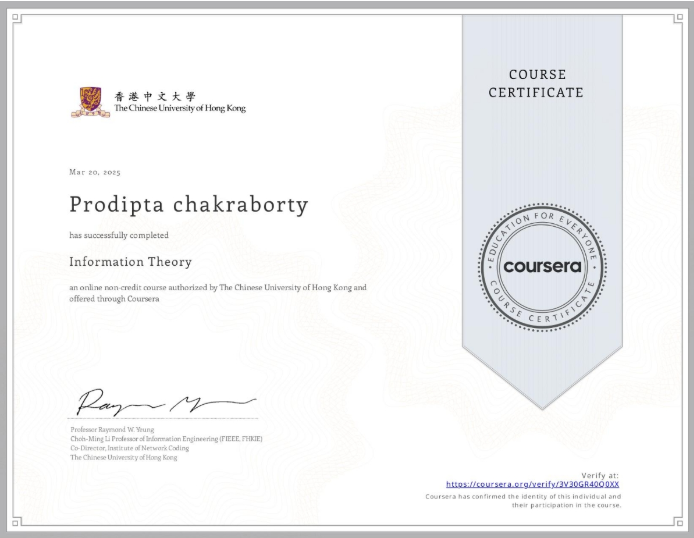 香港中文大學
The Chinese University of Hong Kong
COURSE
CERTIFICATE
Mar 20, 2025
Prodipta chakraborty
has successfully completed
Information Theory
an online non-credit course authorized by The Chinese University of Hong Kong and
offered through Coursera
EDUCATION FOR EVERYONE
coursera
COURSE CERTIFICATE
Professor Raymond W. Yeung
Choh-Ming Li Professor of Information Engineering (FIEEE, FHKIE)
Co-Director, Institute of Network Coding
The Chinese University of Hong Kong
Verify at:
https://coursera.org/verify/3V30GR40Q0XX
Coursera has confirmed the identity of this individual and
their participation in the course.